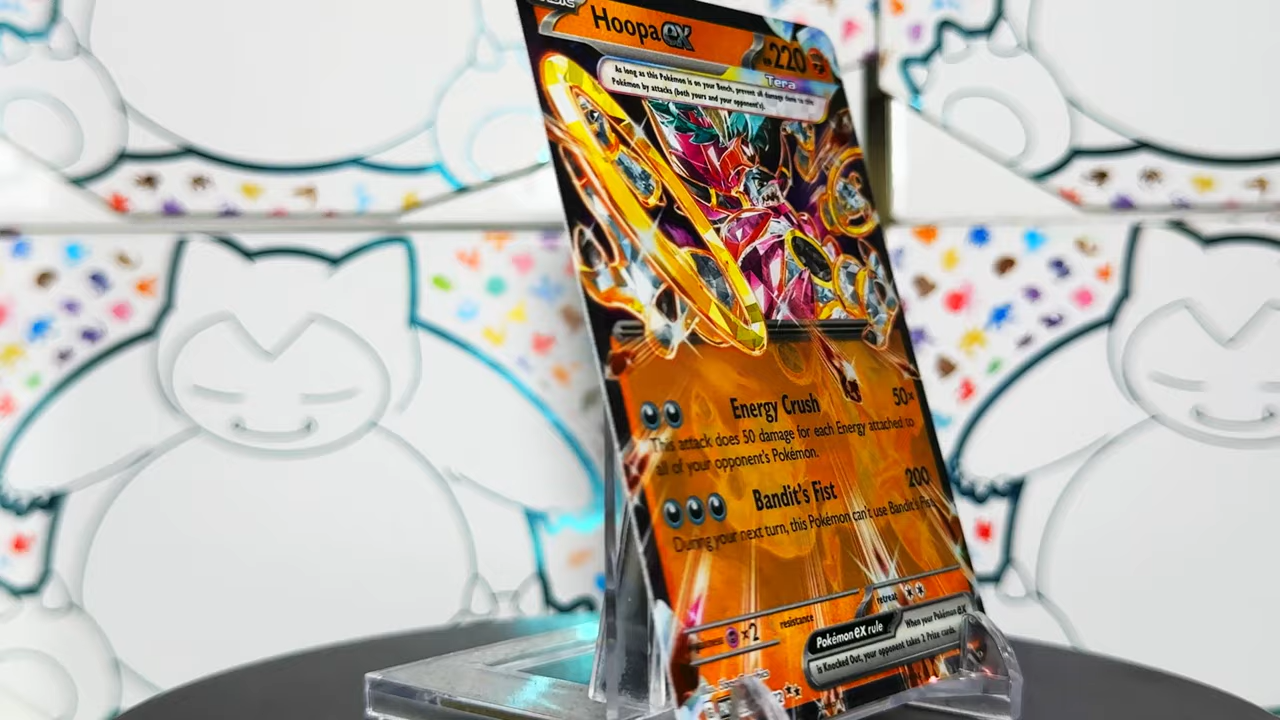 Hoopa ex
220
Tera
As long as this Pokémon is on your Bench, prevent all damage done to this
Pokémon by attacks (both yours and your opponent's).
Energy Crush 50×
This attack does 50 damage for each Energy attached to
all of your opponent's Pokémon.
Bandit's Fist 200
During your next turn, this Pokémon can't use Bandit's Fist.
×2 resistance retreat
Pokémon ex rule When your Pokémon ex
is Knocked Out, your opponent takes 2 Prize cards.